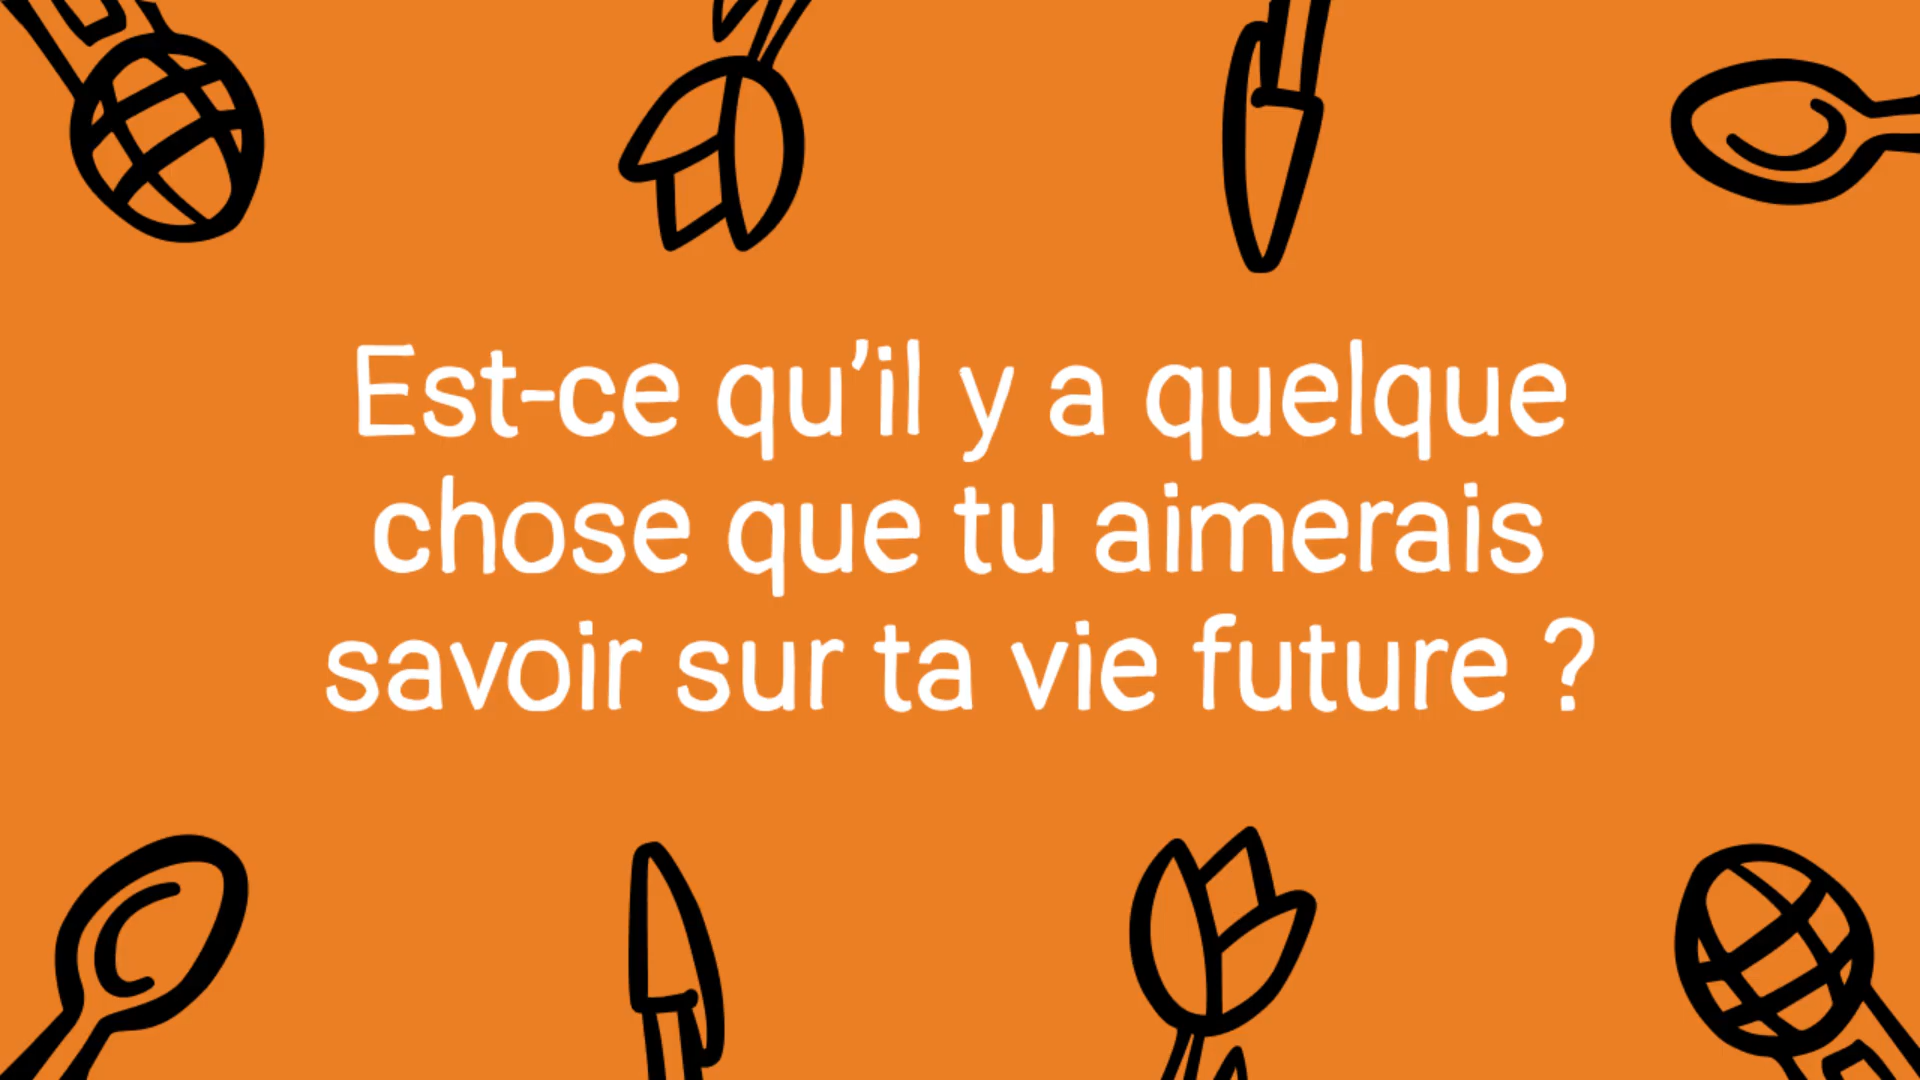 Est-ce qu’il y a quelque
chose que tu aimerais
savoir sur ta vie future ?